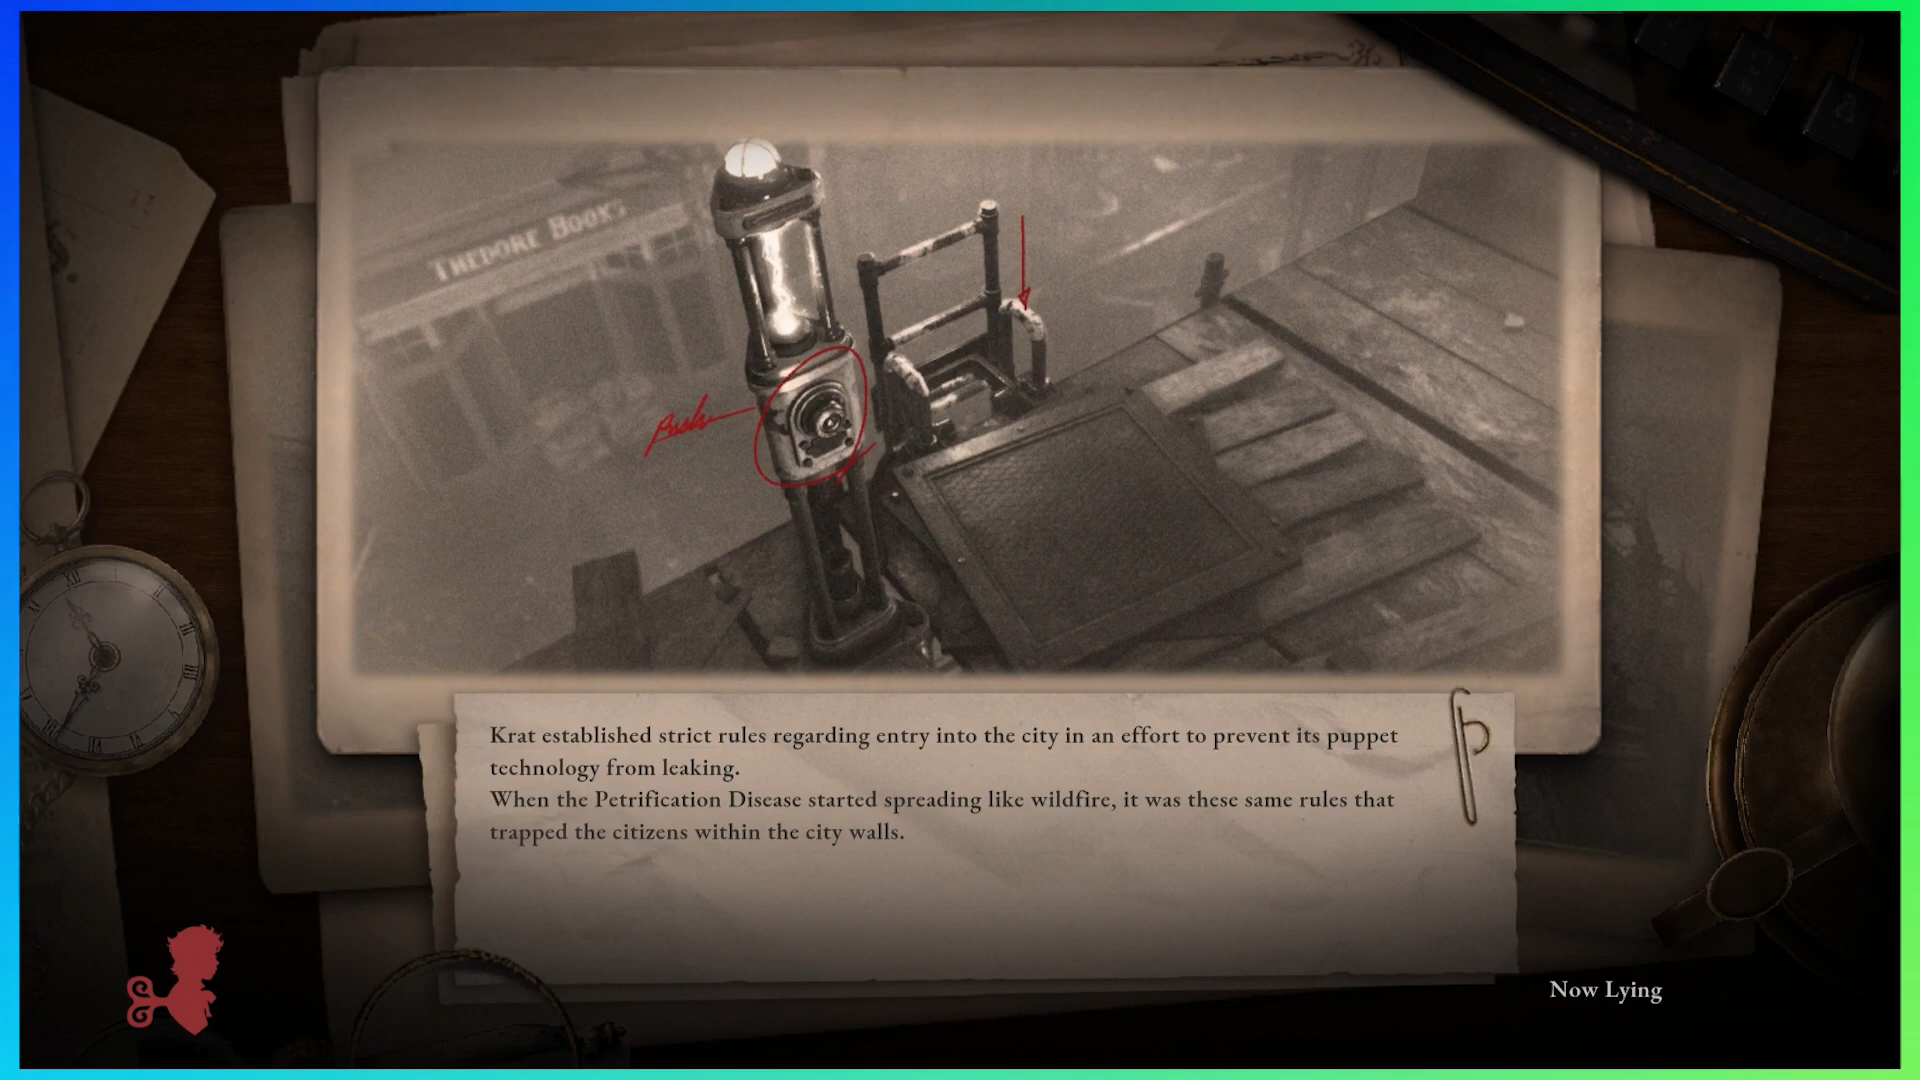 THEDORE BOOKS
Push
Krat established strict rules regarding entry into the city in an effort to prevent its puppet
technology from leaking.
When the Petrification Disease started spreading like wildfire, it was these same rules that
trapped the citizens within the city walls.
Now Lying